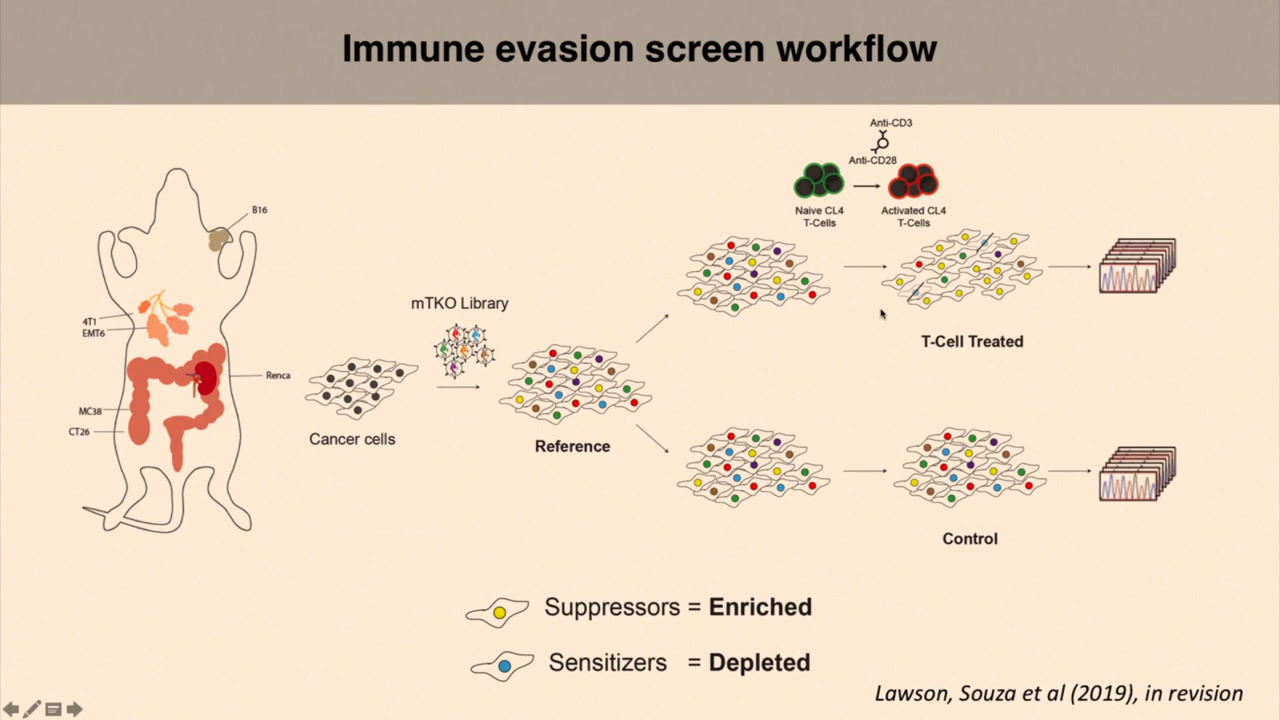 Immune evasion screen workflow
Anti-CD3
Anti-CD28
Naive CL4
T-Cells
Activated CL4
T-Cells
B16
4T1
EMT6
Renca
MC38
CT26
mTKO Library
Cancer cells
Reference
T-Cell Treated
Control
Suppressors = Enriched
Sensitizers = Depleted
Lawson, Souza et al (2019), in revision